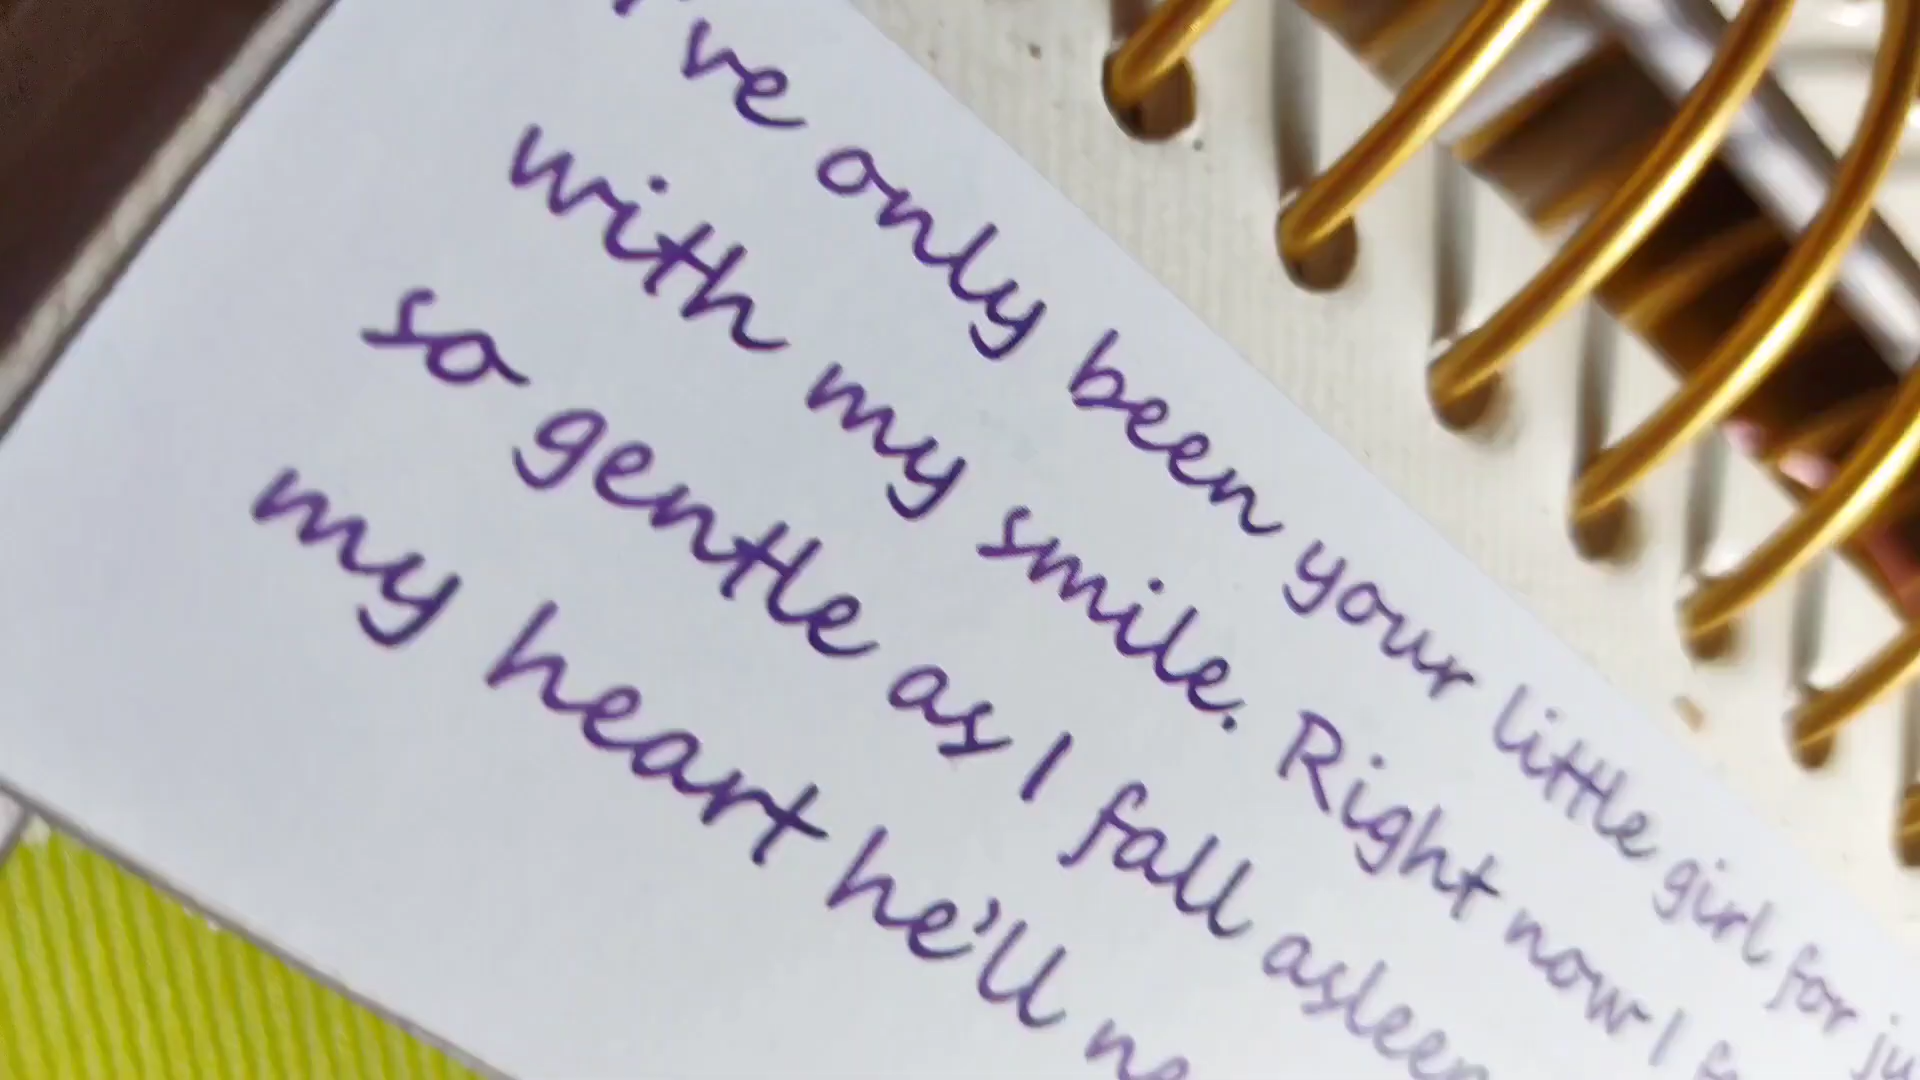 I've only been your little girl for
with my smile. Right now I
so gentle as I fall asleep
my heart he'll